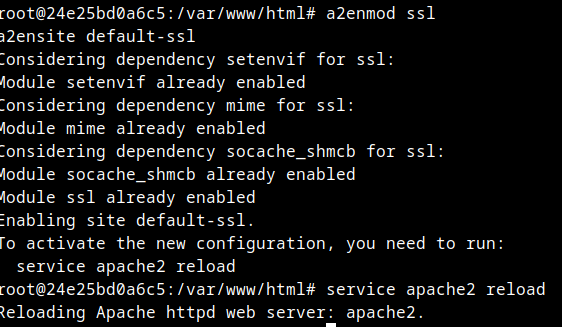 root@24e25bd0a6c5:/var/www/html# a2enmod ssl
a2ensite default-ssl
Considering dependency setenvif for ssl:
Module setenvif already enabled
Considering dependency mime for ssl:
Module mime already enabled
Considering dependency socache_shmcb for ssl:
Module socache_shmcb already enabled
Module ssl already enabled
Enabling site default-ssl.
To activate the new configuration, you need to run:
  service apache2 reload
root@24e25bd0a6c5:/var/www/html# service apache2 reload
Reloading Apache httpd web server: apache2.